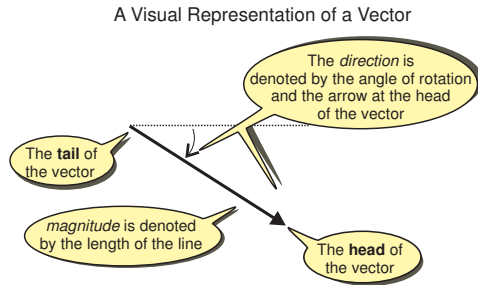 A Visual Representation of a Vector
The direction is
denoted by the angle of rotation
and the arrow at the head
of the vector
The tail of
the vector
magnitude is denoted
by the length of the line
The head of
the vector